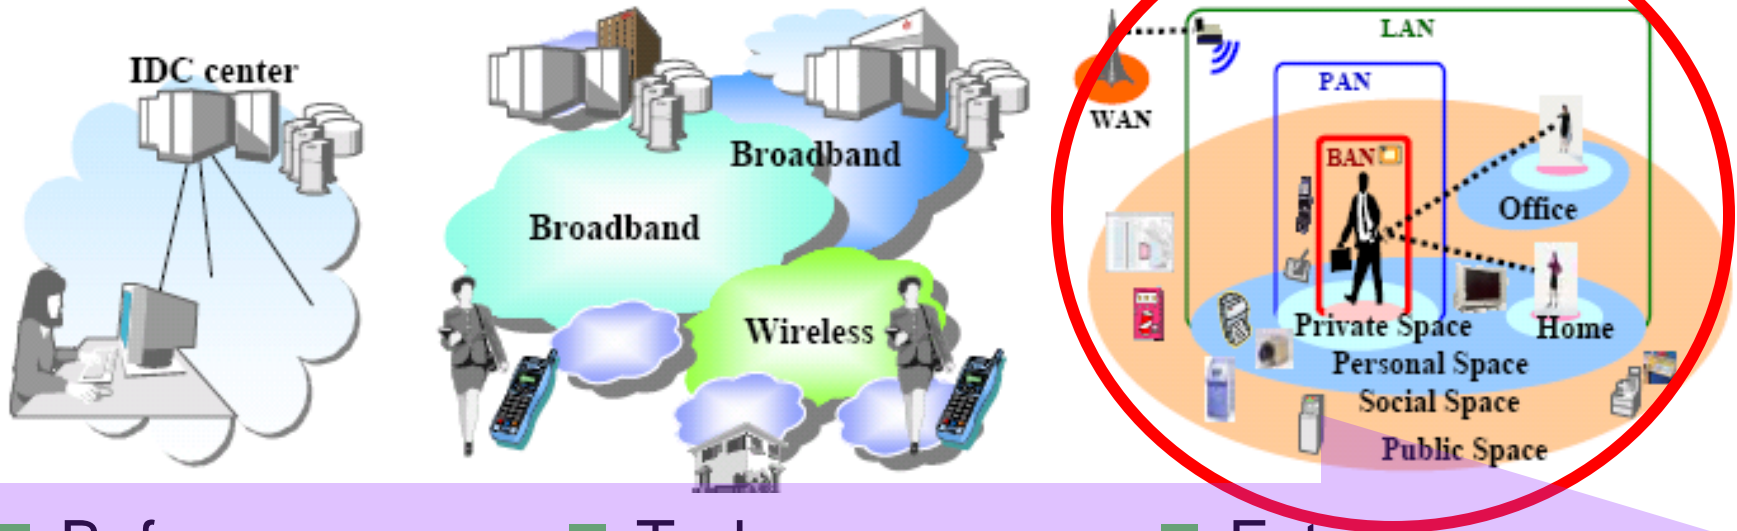 IDC center
Broadband
Broadband
Wireless
LAN
PAN
WAN
BAN
Office
Private Space
Home
Personal Space
Social Space
Public Space